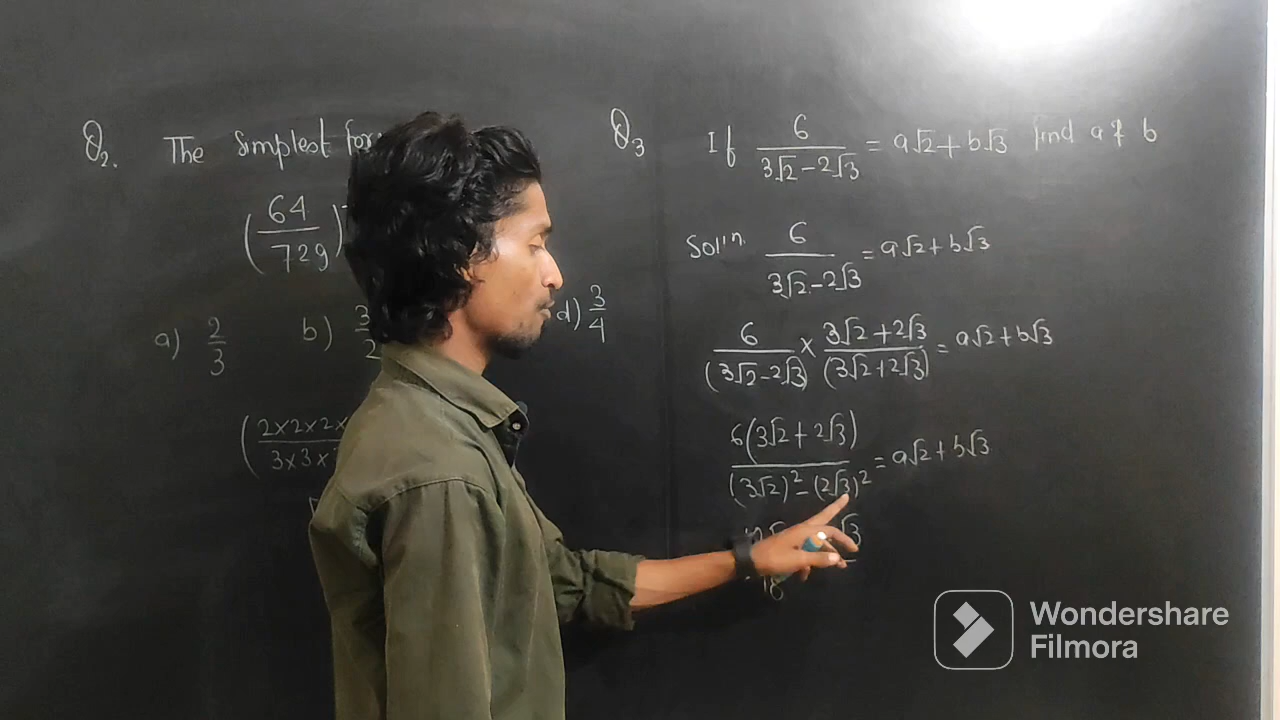 Q2. The Simplest
(64/729)
a) 2/3 b) 3/2 d) 3/4
(2×2×2×/3×3×
Q3 If 6/(3√2-2√3) = a√2+b√3 find a & b
Solⁿ. 6/(3√2-2√3) = a√2+b√3
6/(3√2-2√3) × (3√2+2√3)/(3√2+2√3) = a√2+b√3
6(3√2+2√3)/((3√2)²-(2√3)²) = a√2+b√3
√3
18
Wondershare
Filmora